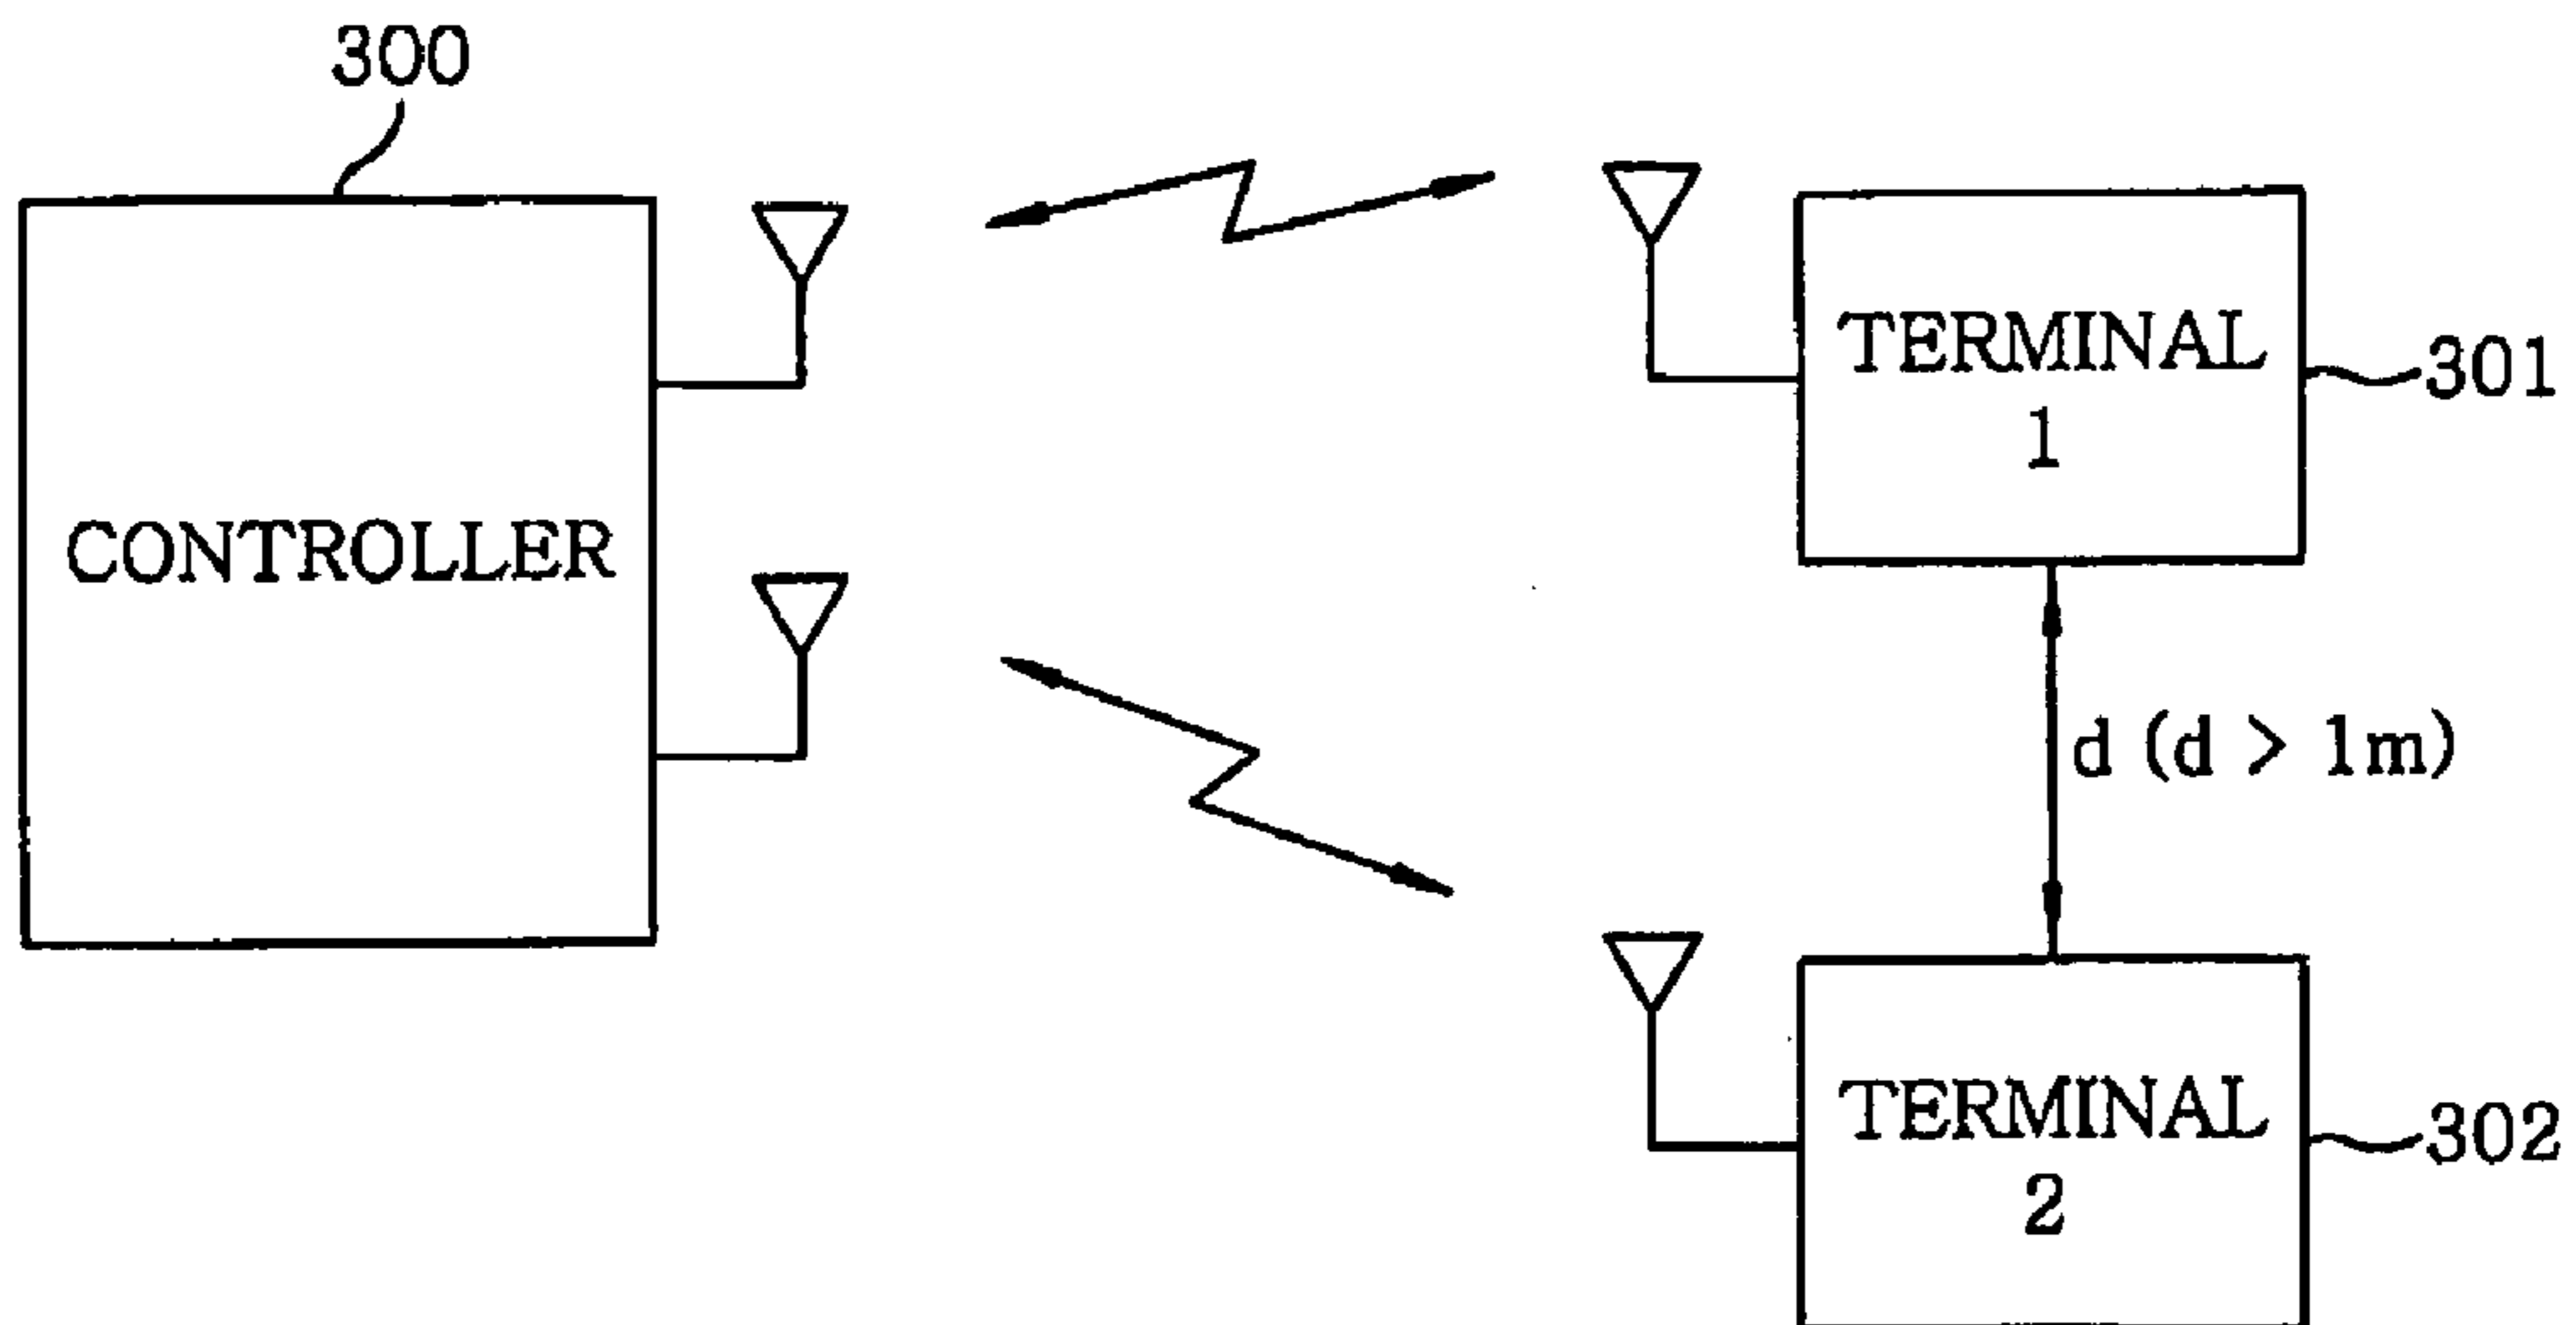 300
CONTROLLER
TERMINAL
1
301
d (d > 1m)
TERMINAL
2
302